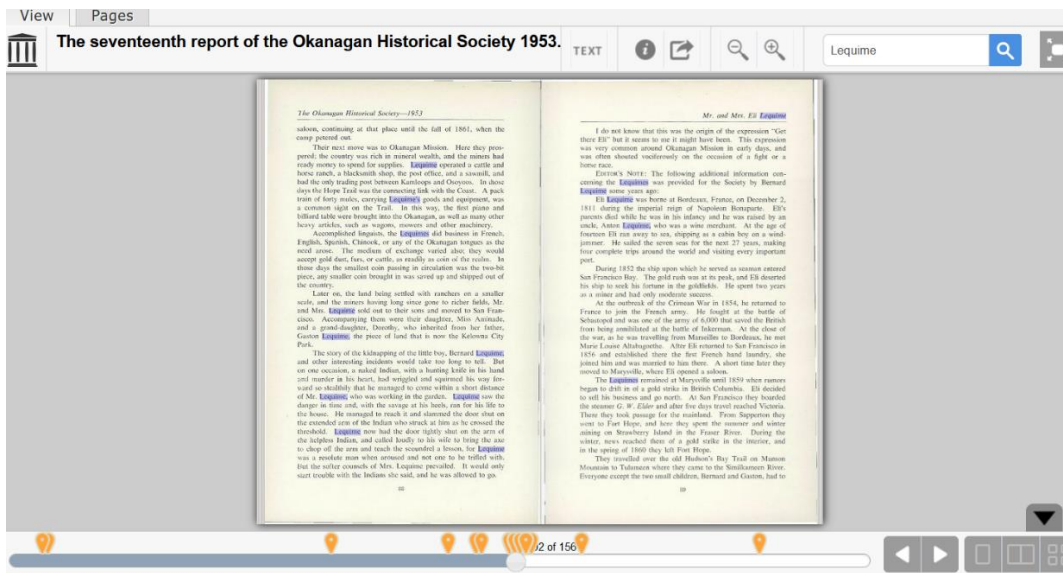 View Pages
The seventeenth report of the Okanagan Historical Society 1953.
TEXT
Lequime
The Okanagan Historical Society—1953
saloon, continuing at that place until the fall of 1861, when the
camp petered out.
Their next move was to Okanagan Mission. Here they pros-
pered; the country was rich in mineral wealth, and the miners had
ready money to spend for supplies. Lequime operated a cattle and
horse ranch, a blacksmith shop, the post office, and a sawmill, and
had the only trading post between Kamloops and Osoyoos. In those
days the Hope Trail was the connecting link with the Coast. A pack
train of forty mules, carrying Lequime's goods and equipment, was
a common sight on the Trail. In this way, the first piano and
billiard table were brought into the Okanagan, as well as many other
heavy articles, such as wagons, mowers and other machinery.
Accomplished linguists, the Lequimes did business in French,
English, Spanish, Chinook, or any of the Okanagan tongues as the
need arose. The medium of exchange varied also; they would
accept gold dust, furs, or cattle, as readily as coin of the realm. In
those days the smallest coin passing in circulation was the two-bit
piece, any smaller coin brought in was saved up and shipped out of
the country.
Later on, the land being settled with ranchers on a smaller
scale, and the miners having long since gone to richer fields, Mr.
and Mrs. Lequime sold out to their sons and moved to San Fran-
cisco. Accompanying them were their daughter, Miss Aminade,
and a grand-daughter, Dorothy, who inherited from her father,
Gaston Lequime, the piece of land that is now the Kelowna City
Park.
The story of the kidnapping of the little boy, Bernard Lequime,
and other interesting incidents would take too long to tell. But
on one occasion, a naked Indian, with a hunting knife in his hand
and murder in his heart, had wriggled and squirmed his way for-
ward so stealthily that he managed to come within a short distance
of Mr. Lequime, who was working in the garden. Lequime saw the
danger in time and, with the savage at his heels, ran for his life to
the house. He managed to reach it and slammed the door shut on
the extended arm of the Indian who struck at him as he crossed the
threshold. Lequime now had the door tightly shut on the arm of
the helpless Indian, and called loudly to his wife to bring the axe
to chop off the arm and teach the scoundrel a lesson, for Lequime
was a resolute man when aroused and not one to be trifled with.
But the softer counsels of Mrs. Lequime prevailed. It would only
start trouble with the Indians she said, and he was allowed to go.
Mr. and Mrs. Eli Lequime
I do not know that this was the origin of the expression "Get
there Eli" but it seems to me it might have been. This expression
was very common around Okanagan Mission in early days, and
was often shouted vociferously on the occasion of a fight or a
horse race.
EDITOR'S NOTE: The following additional information con-
cerning the Lequimes was provided for the Society by Bernard
Lequime some years ago:
Eli Lequime was borne at Bordeaux, France, on December 2,
1811 during the imperial reign of Napoleon Bonaparte. Eli's
parents died while he was in his infancy and he was raised by an
uncle, Anton Lequime, who was a wine merchant. At the age of
fourteen Eli ran away to sea, shipping as a cabin boy on a wind-
jammer. He sailed the seven seas for the next 27 years, making
four complete trips around the world and visiting every important
port.
During 1852 the ship upon which he served as seaman entered
San Francisco Bay. The gold rush was at its peak, and Eli deserted
his ship to seek his fortune in the goldfields. He spent two years
as a miner and had only moderate success.
At the outbreak of the Crimean War in 1854, he returned to
France to join the French army. He fought at the battle of
Sebastopol and was one of the army of 6,000 that saved the British
from being annihilated at the battle of Inkerman. At the close of
the war, as he was travelling from Marseilles to Bordeaux, he met
Marie Louise Altabagoethe. After Eli returned to San Francisco in
1856 and established there the first French hand laundry, she
joined him and was married to him there. A short time later they
moved to Marysville, where Eli opened a saloon.
The Lequimes remained at Marysville until 1859 when rumors
began to drift in of a gold strike in British Columbia. Eli decided
to sell his business and go north. At San Francisco they boarded
the steamer G. W. Elder and after five days travel reached Victoria.
There they took passage for the mainland. From Sapperton they
went to Fort Hope, and here they spent the summer and winter
mining on Strawberry Island in the Fraser River. During the
winter, news reached them of a gold strike in the interior, and
in the spring of 1860 they left Fort Hope.
They travelled over the old Hudson's Bay Trail on Manson
Mountain to Tulameen where they came to the Similkameen River.
Everyone except the two small children, Bernard and Gaston, had to
of 156